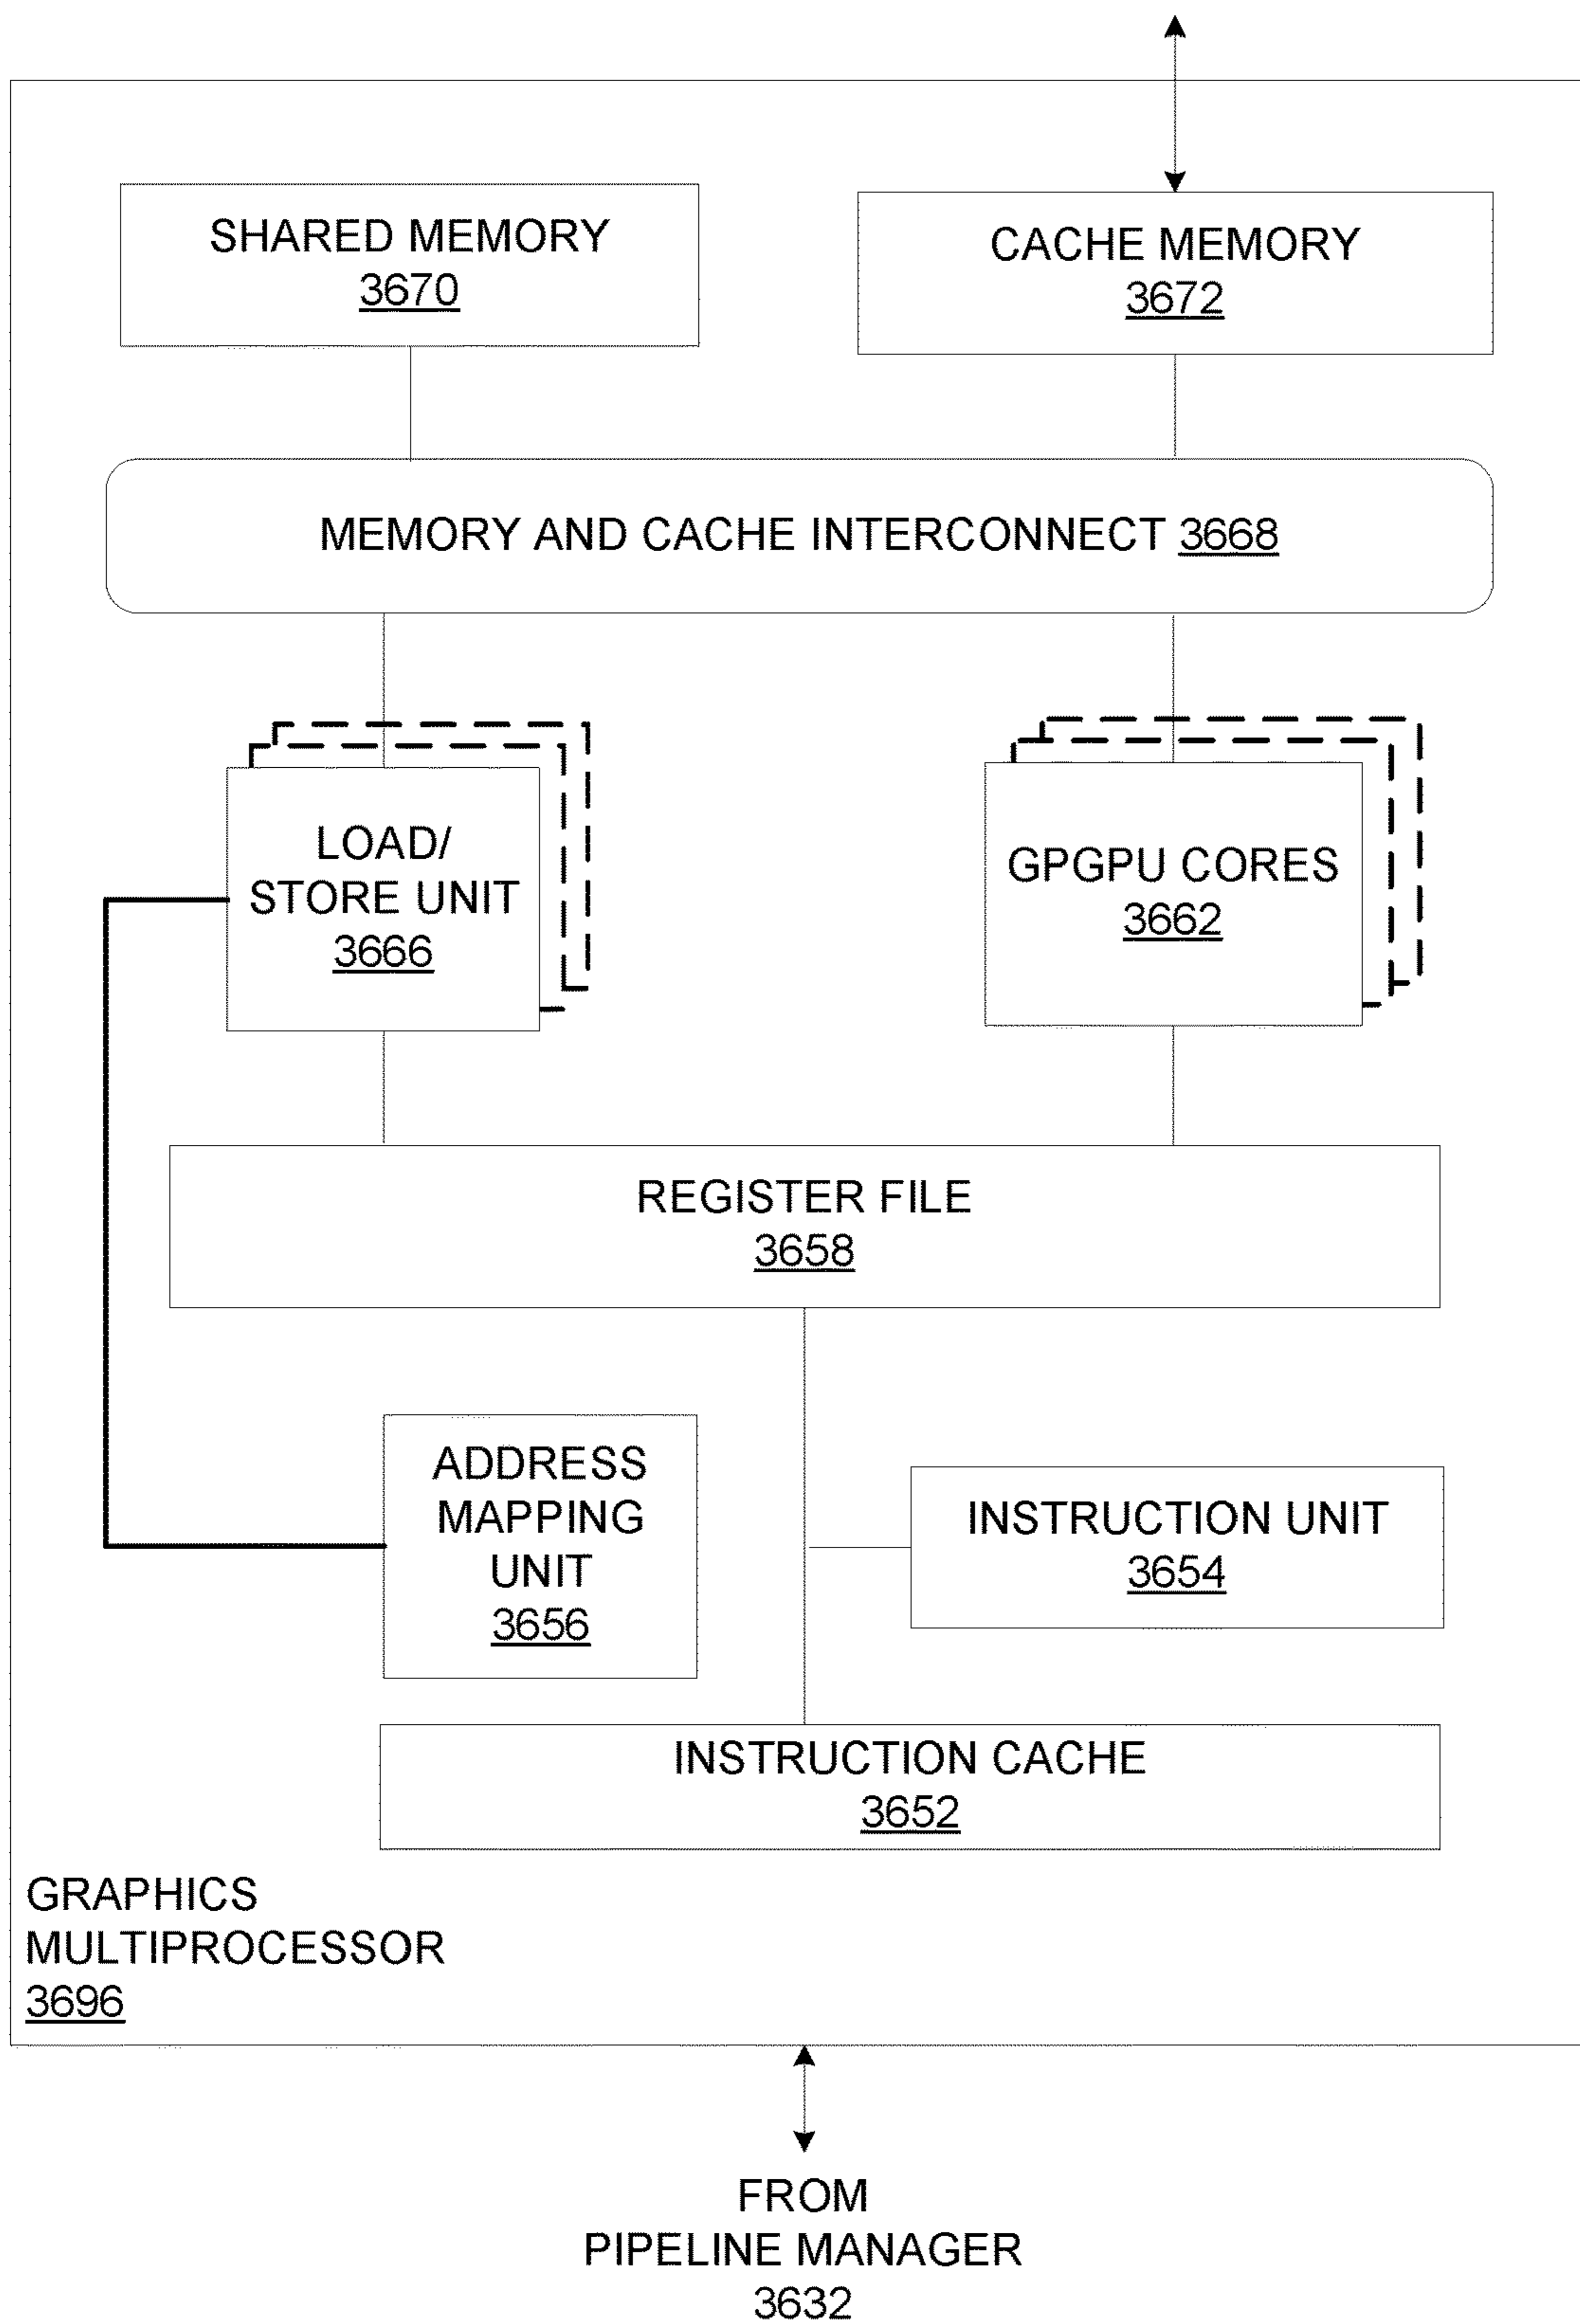 SHARED MEMORY
3670
CACHE MEMORY
3672
MEMORY AND CACHE INTERCONNECT 3668
LOAD/
STORE UNIT
3666
GPGPU CORES
3662
REGISTER FILE
3658
ADDRESS
MAPPING
UNIT
3656
INSTRUCTION UNIT
3654
INSTRUCTION CACHE
3652
GRAPHICS
MULTIPROCESSOR
3696
FROM
PIPELINE MANAGER
3632